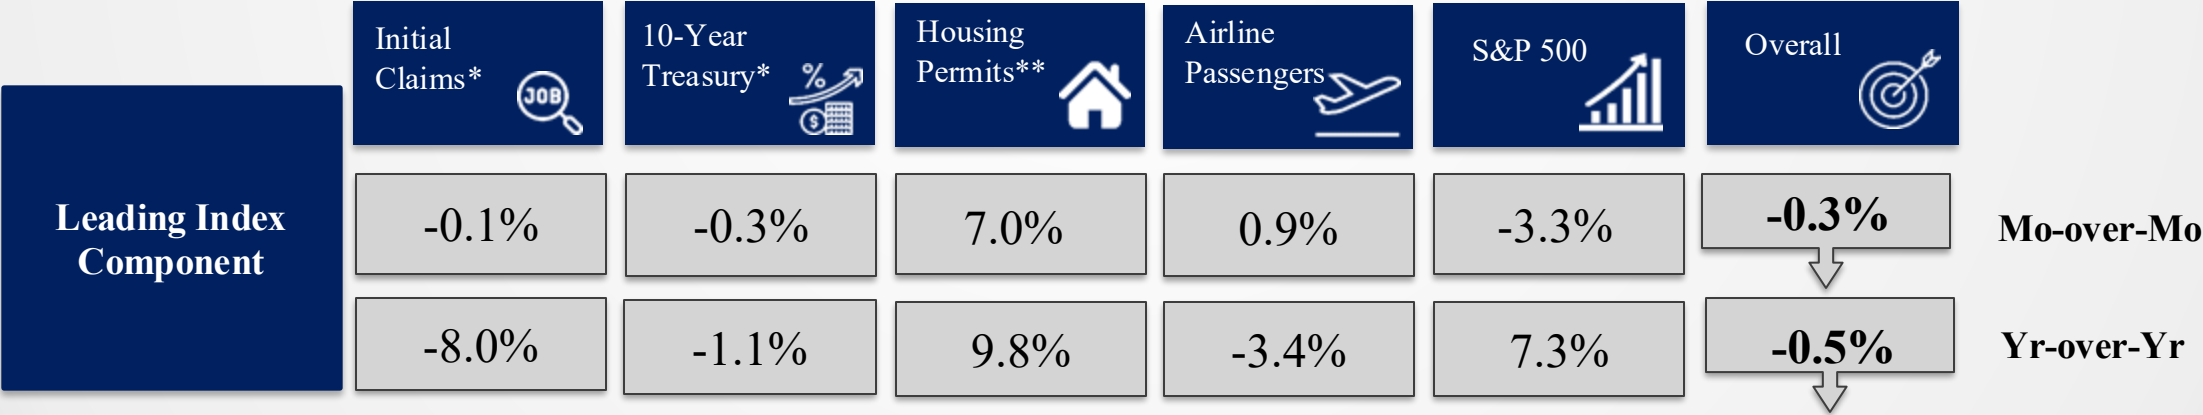 Initial
Claims*
JOB
10-Year
Treasury*
%
$
Housing
Permits**
Airline
Passengers
S&P 500
Overall
Leading Index
Component
-0.1%
-0.3%
7.0%
0.9%
-3.3%
-0.3%
Mo-over-Mo
-8.0%
-1.1%
9.8%
-3.4%
7.3%
-0.5%
Yr-over-Yr